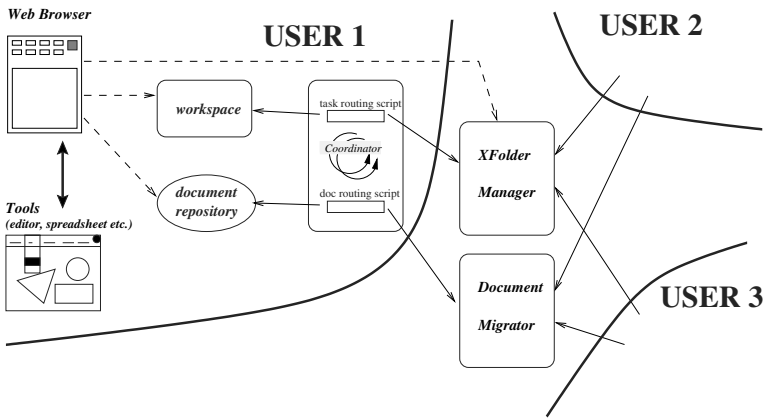 Web Browser
USER 1
USER 2
workspace
task routing script
Coordinator
XFolder
Manager
document
repository
doc routing script
Tools
(editor, spreadsheet etc.)
Document
Migrator
USER 3